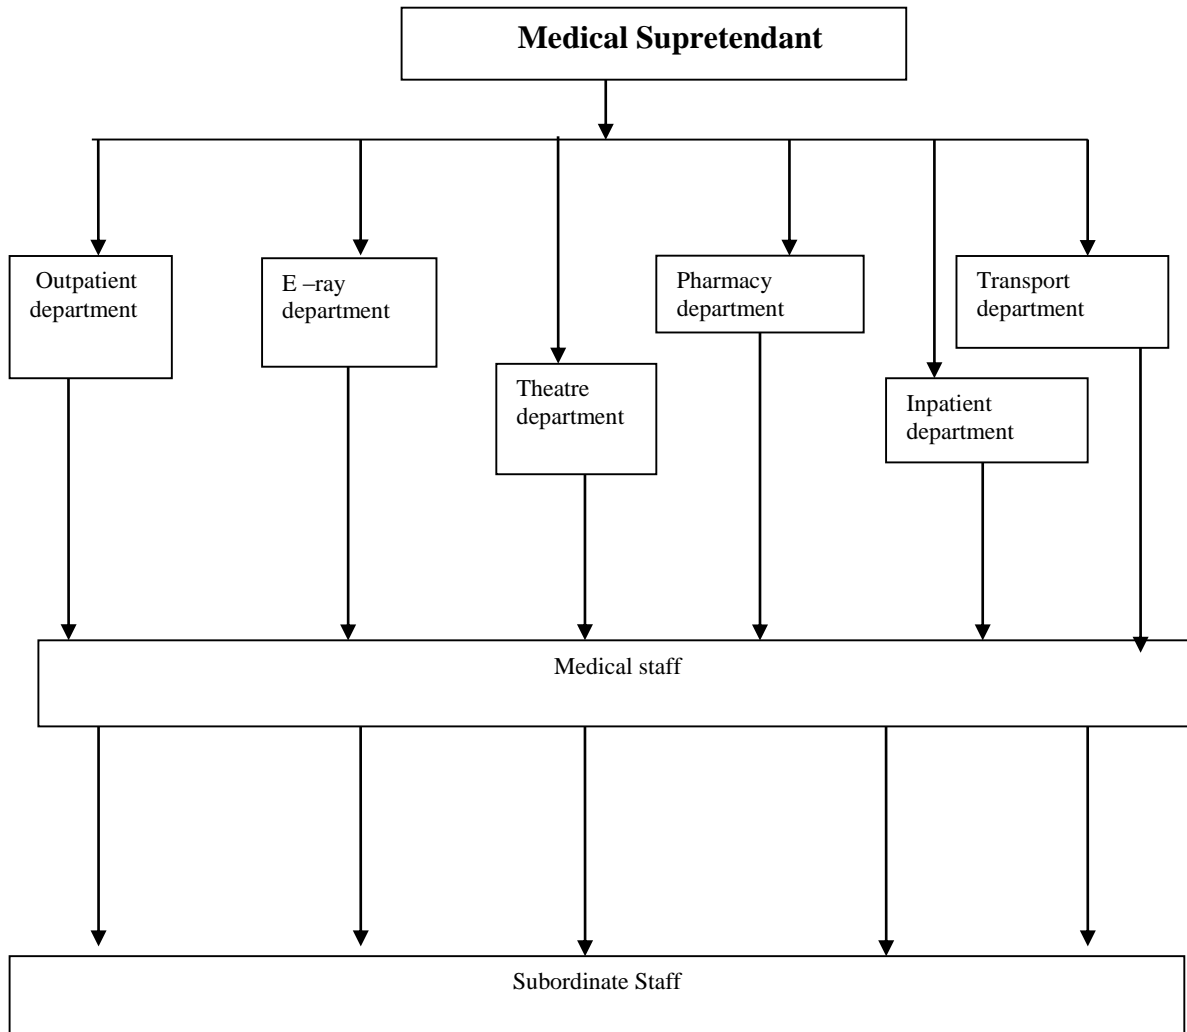 Medical Supretendant
Outpatient
department
E –ray
department
Theatre
department
Pharmacy
department
Inpatient
department
Transport
department
Medical staff
Subordinate Staff